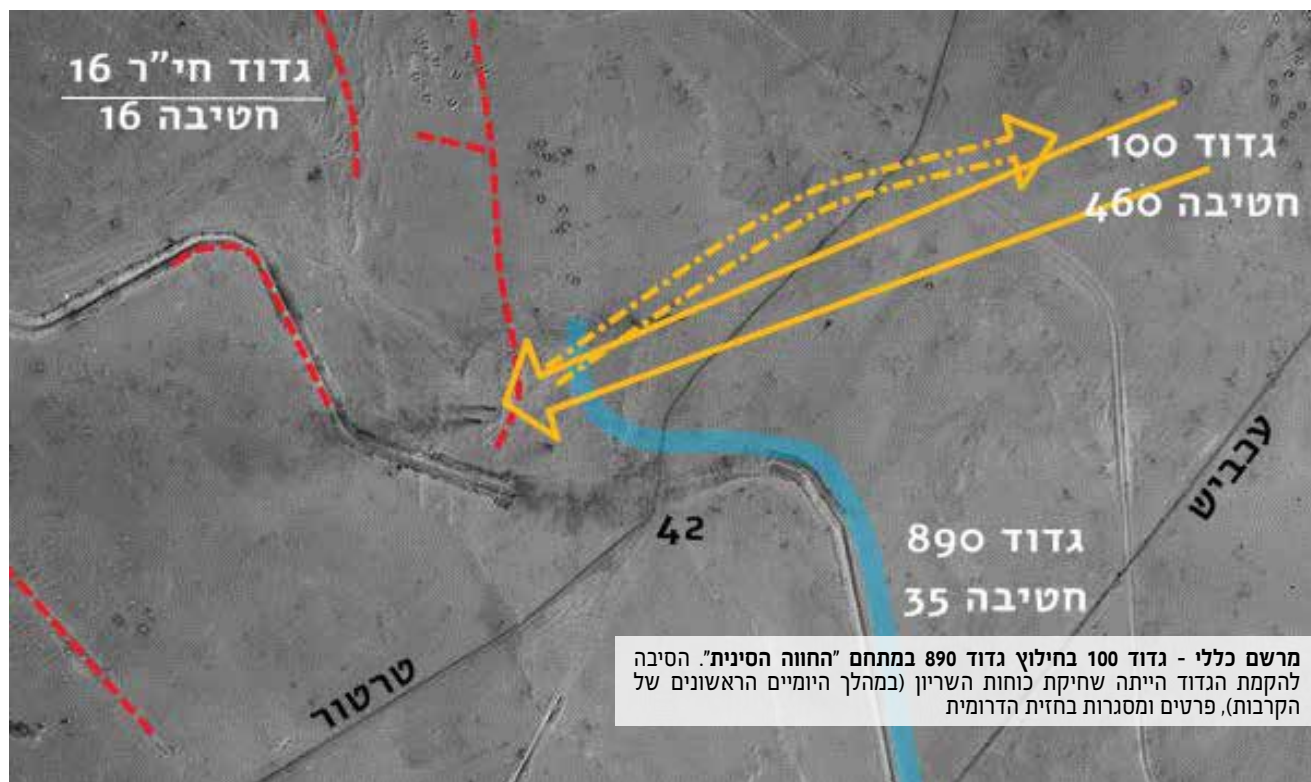 גדוד חי"ר 16
חטיבה 16
גדוד 100
חטיבה 460
עכביש
42
גדוד 890
חטיבה 35
טרטור
מרשם כללי - גדוד 100 בחילוץ גדוד 890 במתחם "החווה הסינית". הסיבה
להקמת הגדוד הייתה שחיקת כוחות השריון (במהלך היומיים הראשונים של
הקרבות), פרטים ומסגרות בחזית הדרומית